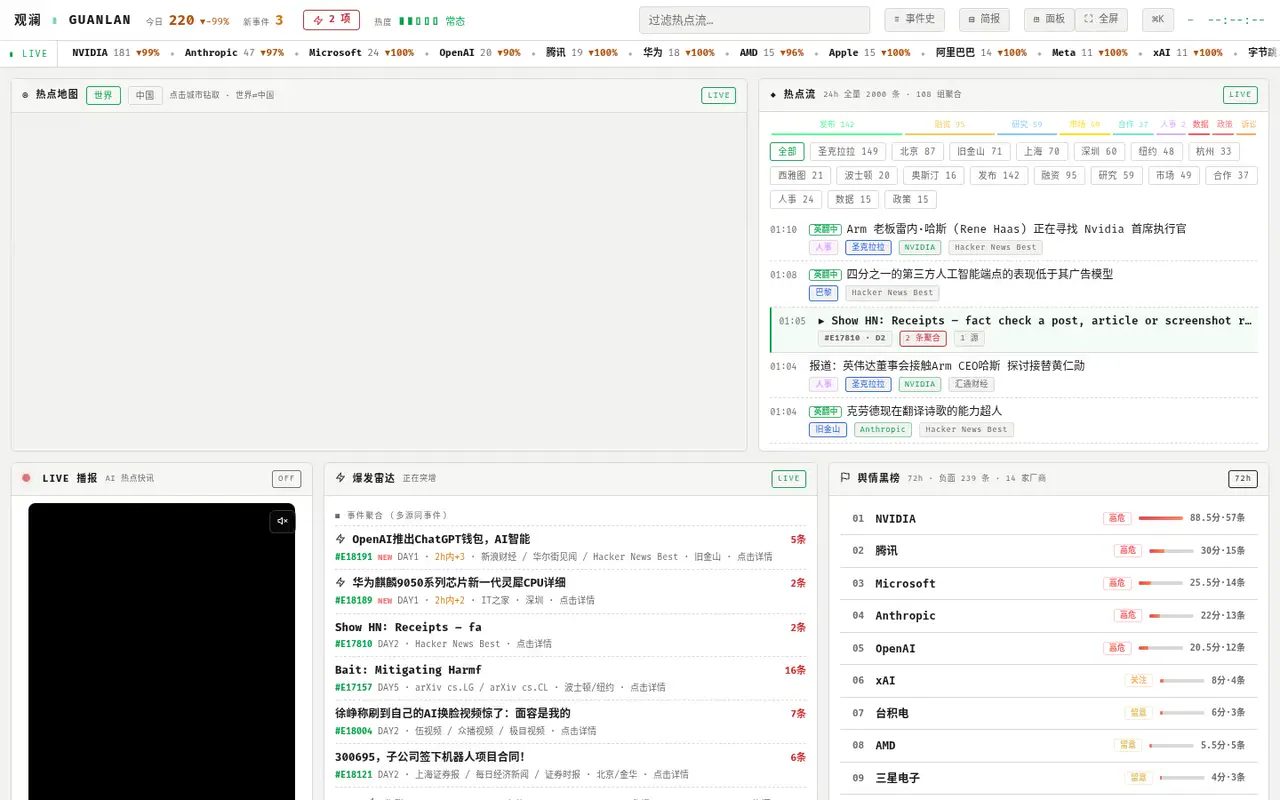 观澜 GUANLAN 今日 220 ▼-99% 新事件 3 2 项 热度 常态 过滤热点流… 事件史 简报 面板 全屏 ⌘K — --:--:--
LIVE NVIDIA 181 ▼99% Anthropic 47 ▼97% Microsoft 24 ▼100% OpenAI 20 ▼90% 腾讯 19 ▼100% 华为 18 ▼100% AMD 15 ▼96% Apple 15 ▼100% 阿里巴巴 14 ▼100% Meta 11 ▼100% xAI 11 ▼100% 字节跳
热点地图 世界 中国 点击城市钻取 · 世界⇌中国 LIVE
热点流 24h 全量 2000 条 · 108 组聚合 LIVE
发布 142 融资 95 研究 59 市场 49 合作 37 人事 2 数据 政策 诉讼
全部 圣克拉拉 149 北京 87 旧金山 71 上海 70 深圳 60 纽约 48 杭州 33
西雅图 21 波士顿 20 奥斯汀 16 发布 142 融资 95 研究 59 市场 49 合作 37
人事 24 数据 15 政策 15
01:10 英翻中 Arm 老板雷内·哈斯 (Rene Haas) 正在寻找 Nvidia 首席执行官
人事 圣克拉拉 NVIDIA Hacker News Best
01:08 英翻中 四分之一的第三方人工智能端点的表现低于其广告模型
巴黎 Hacker News Best
01:05 ▶ Show HN: Receipts – fact check a post, article or screenshot r…
#E17810 · D2 2 条聚合 1 源
01:04 报道：英伟达董事会接触Arm CEO哈斯 探讨接替黄仁勋
人事 圣克拉拉 NVIDIA 汇通财经
01:04 英翻中 克劳德现在翻译诗歌的能力超人
旧金山 Anthropic Hacker News Best
LIVE 播报 AI 热点快讯 OFF
爆发雷达 正在突增 LIVE
事件聚合 (多源同事件)
OpenAI推出ChatGPT钱包，AI智能 5条
#E18191 NEW DAY1 · 2h内+3 · 新浪财经 / 华尔街见闻 / Hacker News Best · 旧金山 · 点击详情
华为麒麟9050系列芯片新一代灵犀CPU详细 2条
#E18189 NEW DAY1 · 2h内+2 · IT之家 · 深圳 · 点击详情
Show HN: Receipts – fa 2条
#E17810 DAY2 · Hacker News Best · 点击详情
Bait: Mitigating Harmf 16条
#E17157 DAY5 · arXiv cs.LG / arXiv cs.CL · 波士顿/纽约 · 点击详情
徐峥称刷到自己的AI换脸视频惊了：面容是我的 7条
#E18004 DAY2 · 伍视频 / 众播视频 / 极目视频 · 点击详情
300695，子公司签下机器人项目合同！ 6条
#E18121 DAY2 · 上海证券报 / 每日经济新闻 / 证券时报 · 北京/金华 · 点击详情
舆情黑榜 72h · 负面 239 条 · 14 家厂商 72h
01 NVIDIA 高危 88.5分·57条
02 腾讯 高危 30分·15条
03 Microsoft 高危 25.5分·14条
04 Anthropic 高危 22分·13条
05 OpenAI 高危 20.5分·12条
06 xAI 关注 8分·4条
07 台积电 留意 6分·3条
08 AMD 留意 5.5分·5条
09 三星电子 留意 4分·3条